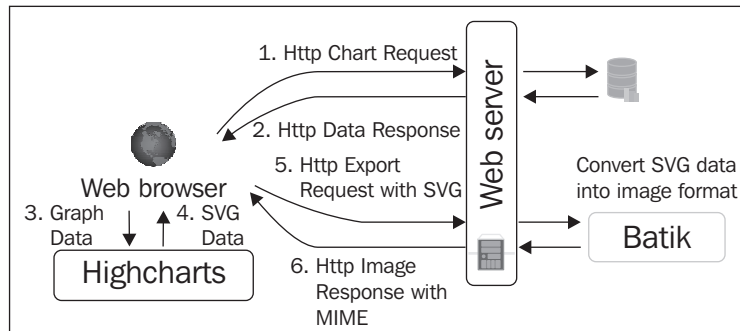 1. Http Chart Request
2. Http Data Response
Web browser
3. Graph
Data
4. SVG
Data
Highcharts
5. Http Export
Request with SVG
6. Http Image
Response with
MIME
Web server
Convert SVG data
into image format
Batik